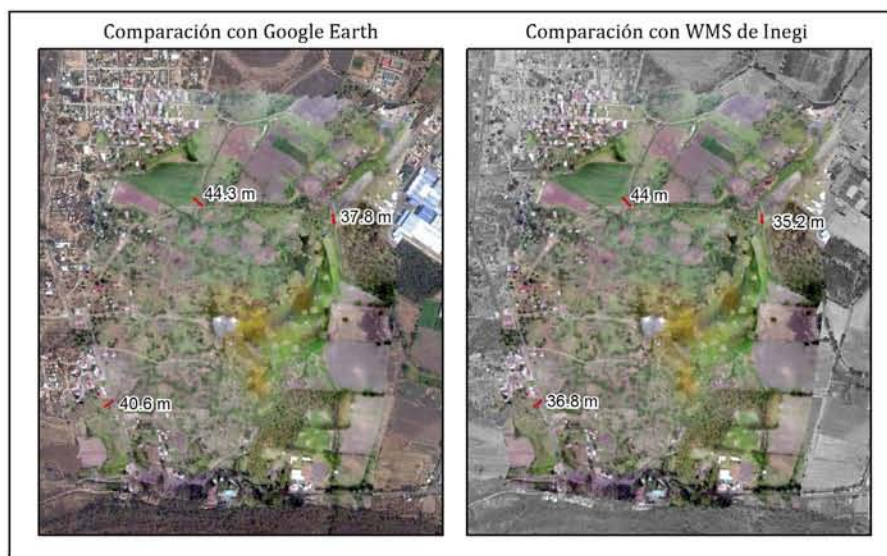 Comparación con Google Earth
Comparación con WMS de Inegi
44.3 m
37.8 m
40.6 m
44 m
35.2 m
36.8 m